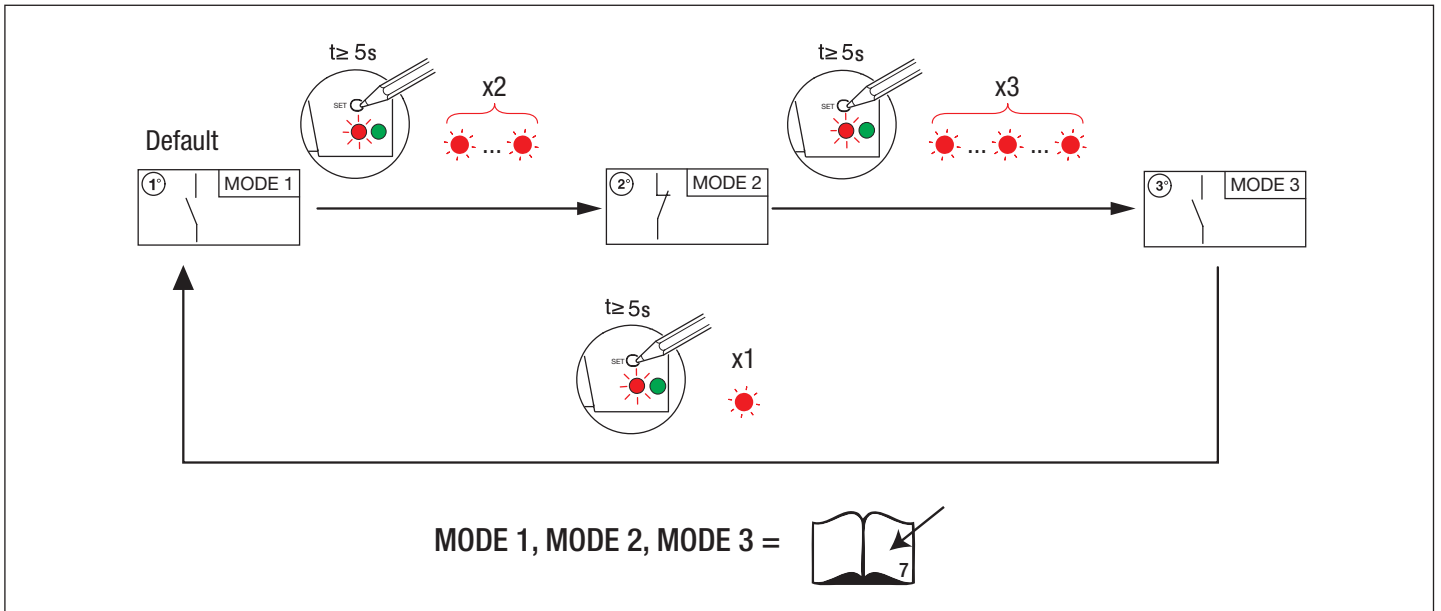 t≥ 5s
SET
x2
t≥ 5s
SET
x3
Default
1° MODE 1
2° MODE 2
3° MODE 3
t≥ 5s
SET
x1
MODE 1, MODE 2, MODE 3 =
7